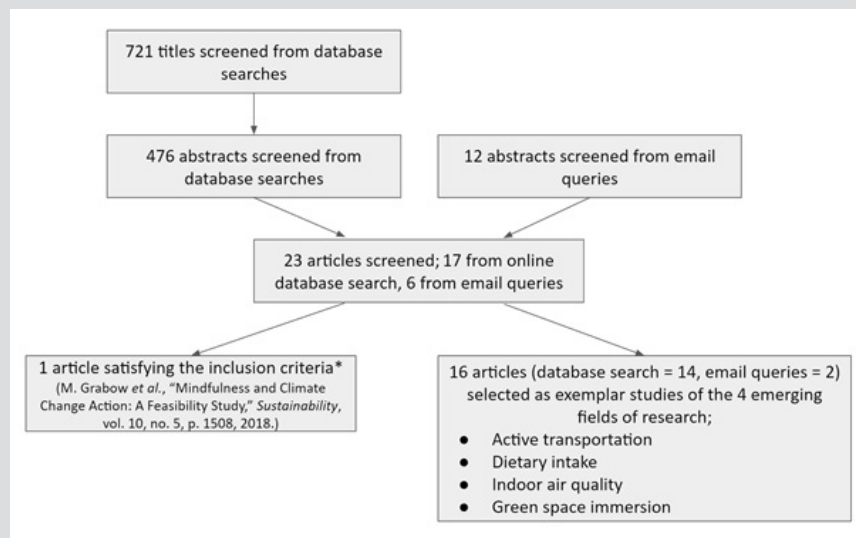 721 titles screened from database
searches
476 abstracts screened from
database searches
12 abstracts screened from email
queries
23 articles screened; 17 from online
database search, 6 from email queries
1 article satisfying the inclusion criteria*
(M. Grabow et al., “Mindfulness and Climate
Change Action: A Feasibility Study,” Sustainability,
vol. 10, no. 5, p. 1508, 2018.)
16 articles (database search = 14, email queries = 2)
selected as exemplar studies of the 4 emerging
fields of research;
● Active transportation
● Dietary intake
● Indoor air quality
● Green space immersion